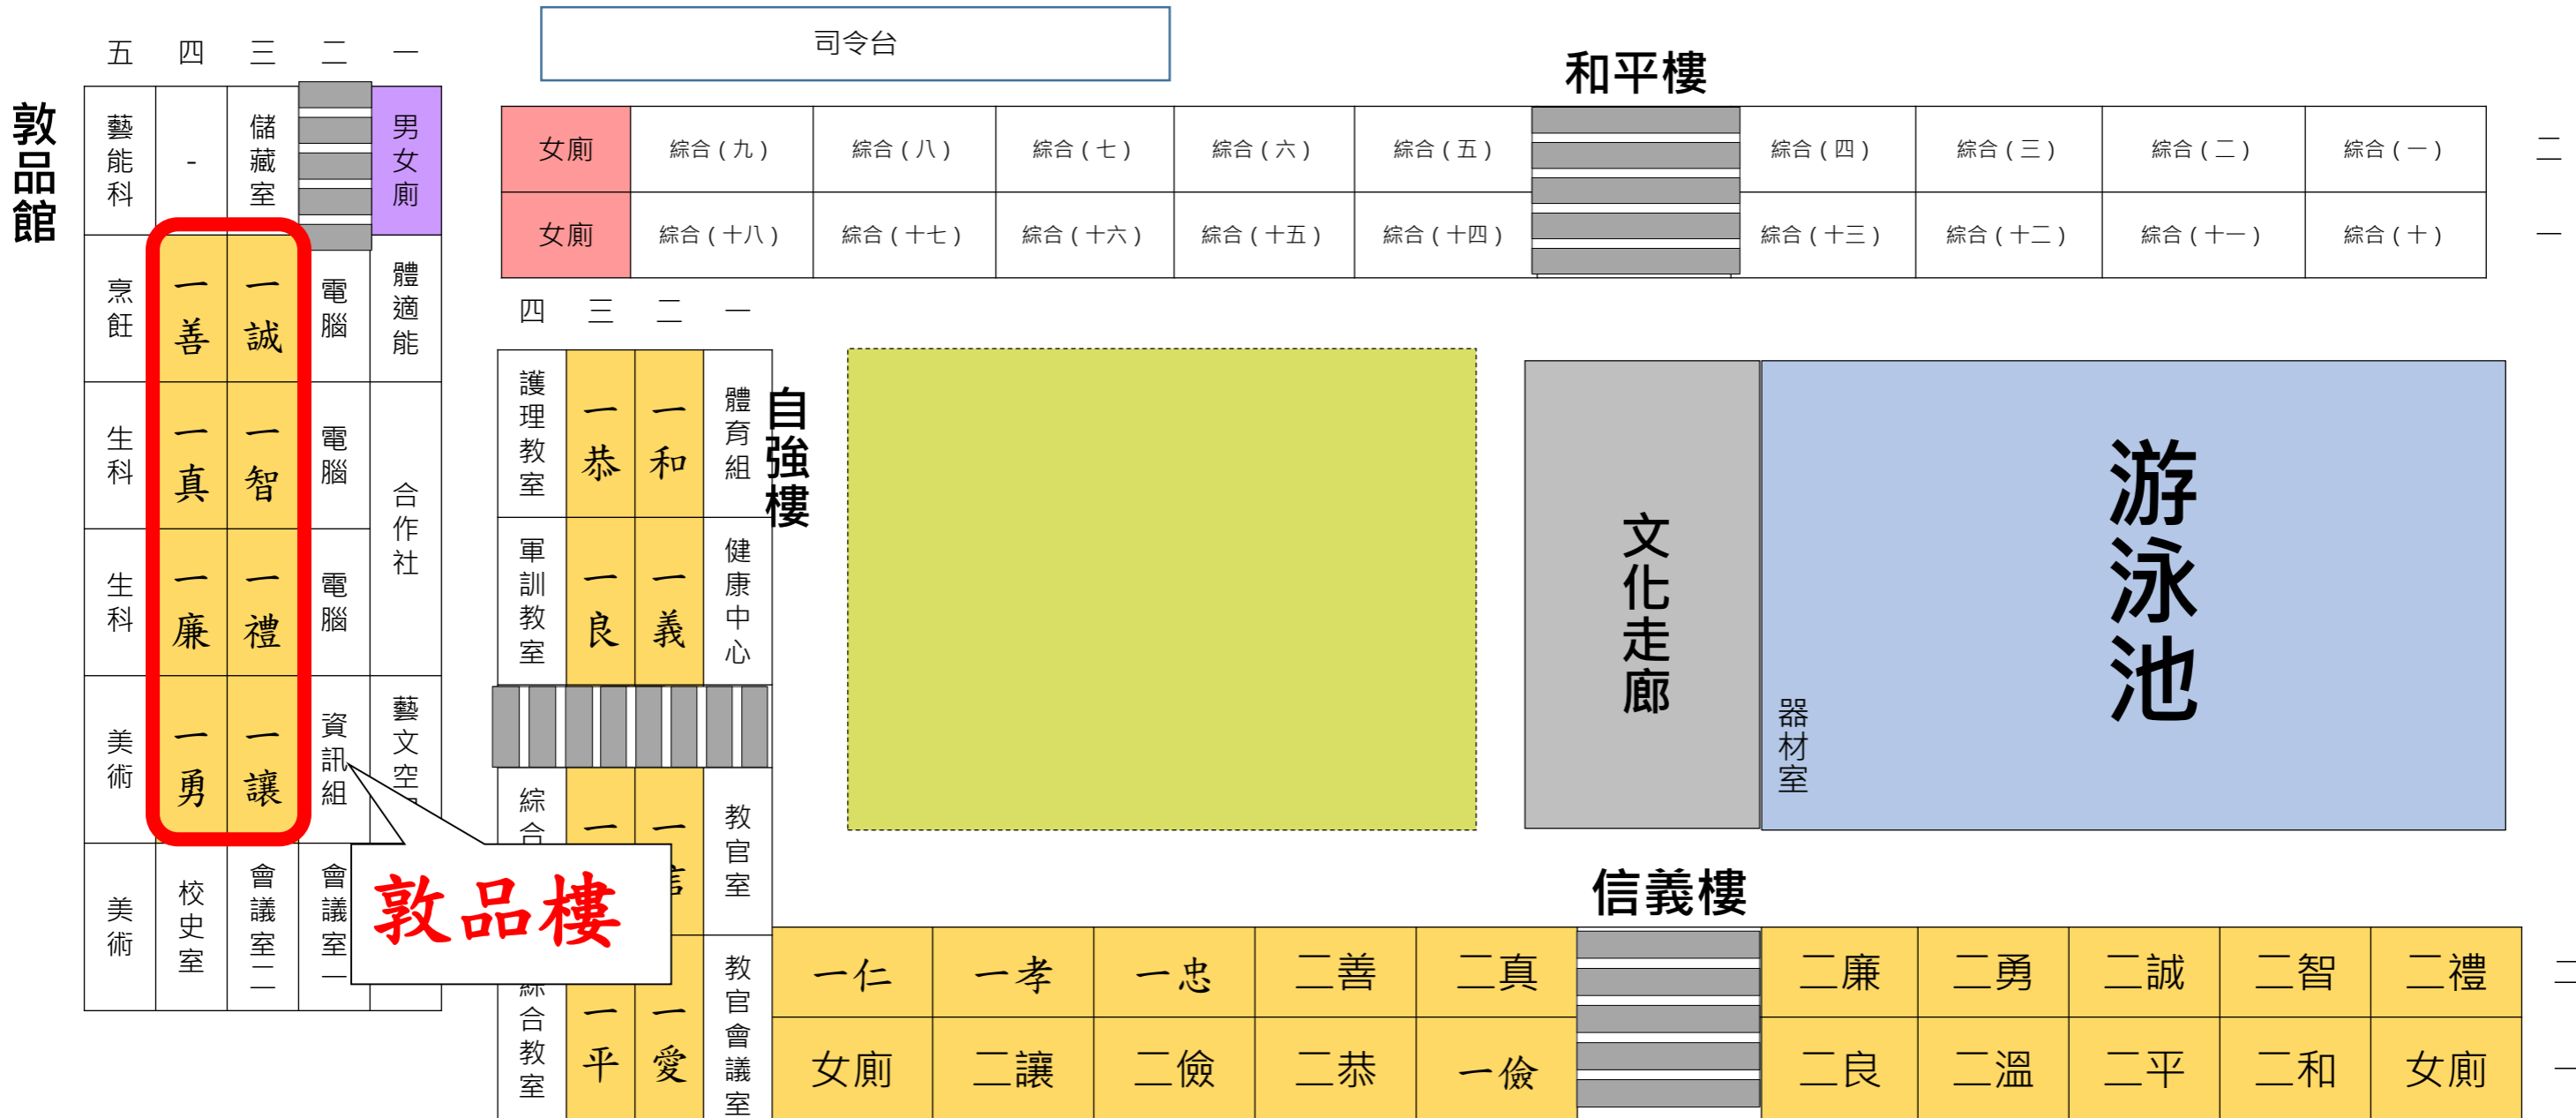 司令台
和平樓
敦品館
五 四 三 二 一
藝能科 - 儲藏室 男女廁
烹飪 一善 一誠 電腦 體適能
生科 一真 一智 電腦 合作社
生科 一廉 一禮 電腦
美術 一勇 一讓 資訊組 藝文空
美術 校史室 會議室二 會議室一
敦品樓
女廁 綜合(九) 綜合(八) 綜合(七) 綜合(六) 綜合(五) 綜合(四) 綜合(三) 綜合(二) 綜合(一) 二
女廁 綜合(十八) 綜合(十七) 綜合(十六) 綜合(十五) 綜合(十四) 綜合(十三) 綜合(十二) 綜合(十一) 綜合(十) 一
四 三 二 一
自強樓
護理教室 一恭 一和 體育組
軍訓教室 一良 一義 健康中心
綜合 一 一信 教官室
綜合教室 一平 一愛 教官會議室
文化走廊
游泳池
器材室
信義樓
一仁 一孝 一忠 二善 二真 二廉 二勇 二誠 二智 二禮 二
女廁 二讓 二儉 二恭 一儉 二良 二溫 二平 二和 女廁 一